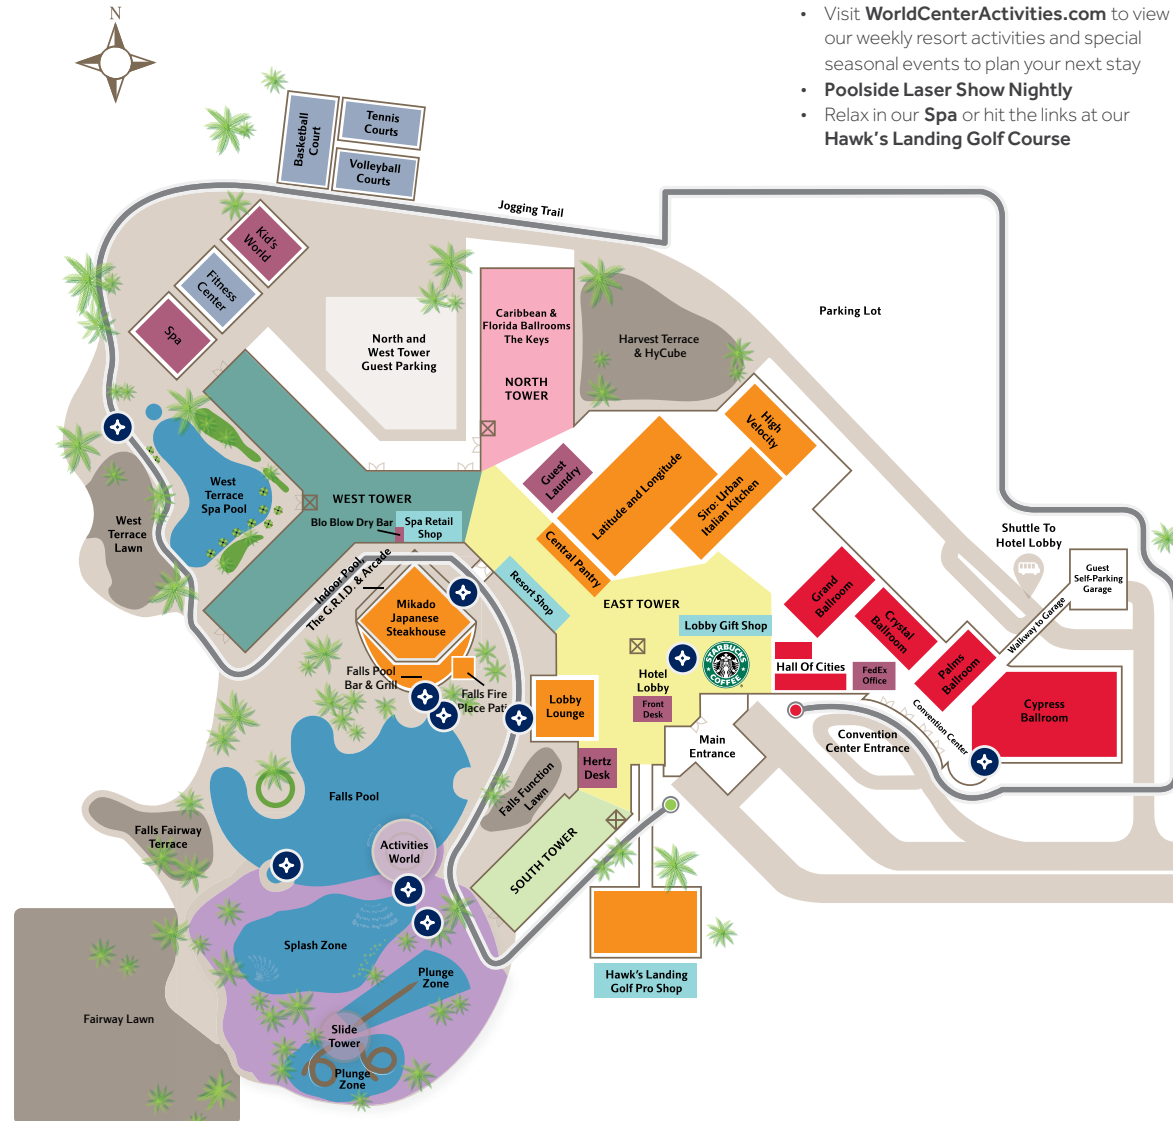 N
• Visit WorldCenterActivities.com to view
our weekly resort activities and special
seasonal events to plan your next stay
• Poolside Laser Show Nightly
• Relax in our Spa or hit the links at our
Hawk's Landing Golf Course
Basketball
Court
Tennis
Courts
Volleyball
Courts
Jogging Trail
Kid's
World
Fitness
Center
Spa
North and
West Tower
Guest Parking
Caribbean &
Florida Ballrooms
The Keys
NORTH
TOWER
Harvest Terrace
& HyCube
Parking Lot
High
Velocity
Guest
Laundry
Latitude and Longitude
Siro: Urban
Italian Kitchen
Central Pantry
West
Terrace
Spa Pool
West
Terrace
Lawn
WEST TOWER
Blo Blow Dry Bar
Spa Retail
Shop
Indoor Pool
The G.R.I.D. & Arcade
Mikado
Japanese
Steakhouse
Resort Shop
EAST TOWER
Lobby Gift Shop
STARBUCKS
COFFEE
Grand
Ballroom
Crystal
Ballroom
Palms
Ballroom
Shuttle To
Hotel Lobby
Guest
Self-Parking
Garage
Walkway to Garage
Hall Of Cities
FedEx
Office
Hotel
Lobby
Front
Desk
Falls Pool
Bar & Grill
Falls Fire
Place Pati
Lobby
Lounge
Main
Entrance
Convention
Center Entrance
Convention Center
Cypress
Ballroom
Hertz
Desk
Falls Function
Lawn
Falls Pool
Falls Fairway
Terrace
Activities
World
SOUTH TOWER
Splash Zone
Plunge
Zone
Hawk's Landing
Golf Pro Shop
Fairway Lawn
Slide
Tower
Plunge
Zone